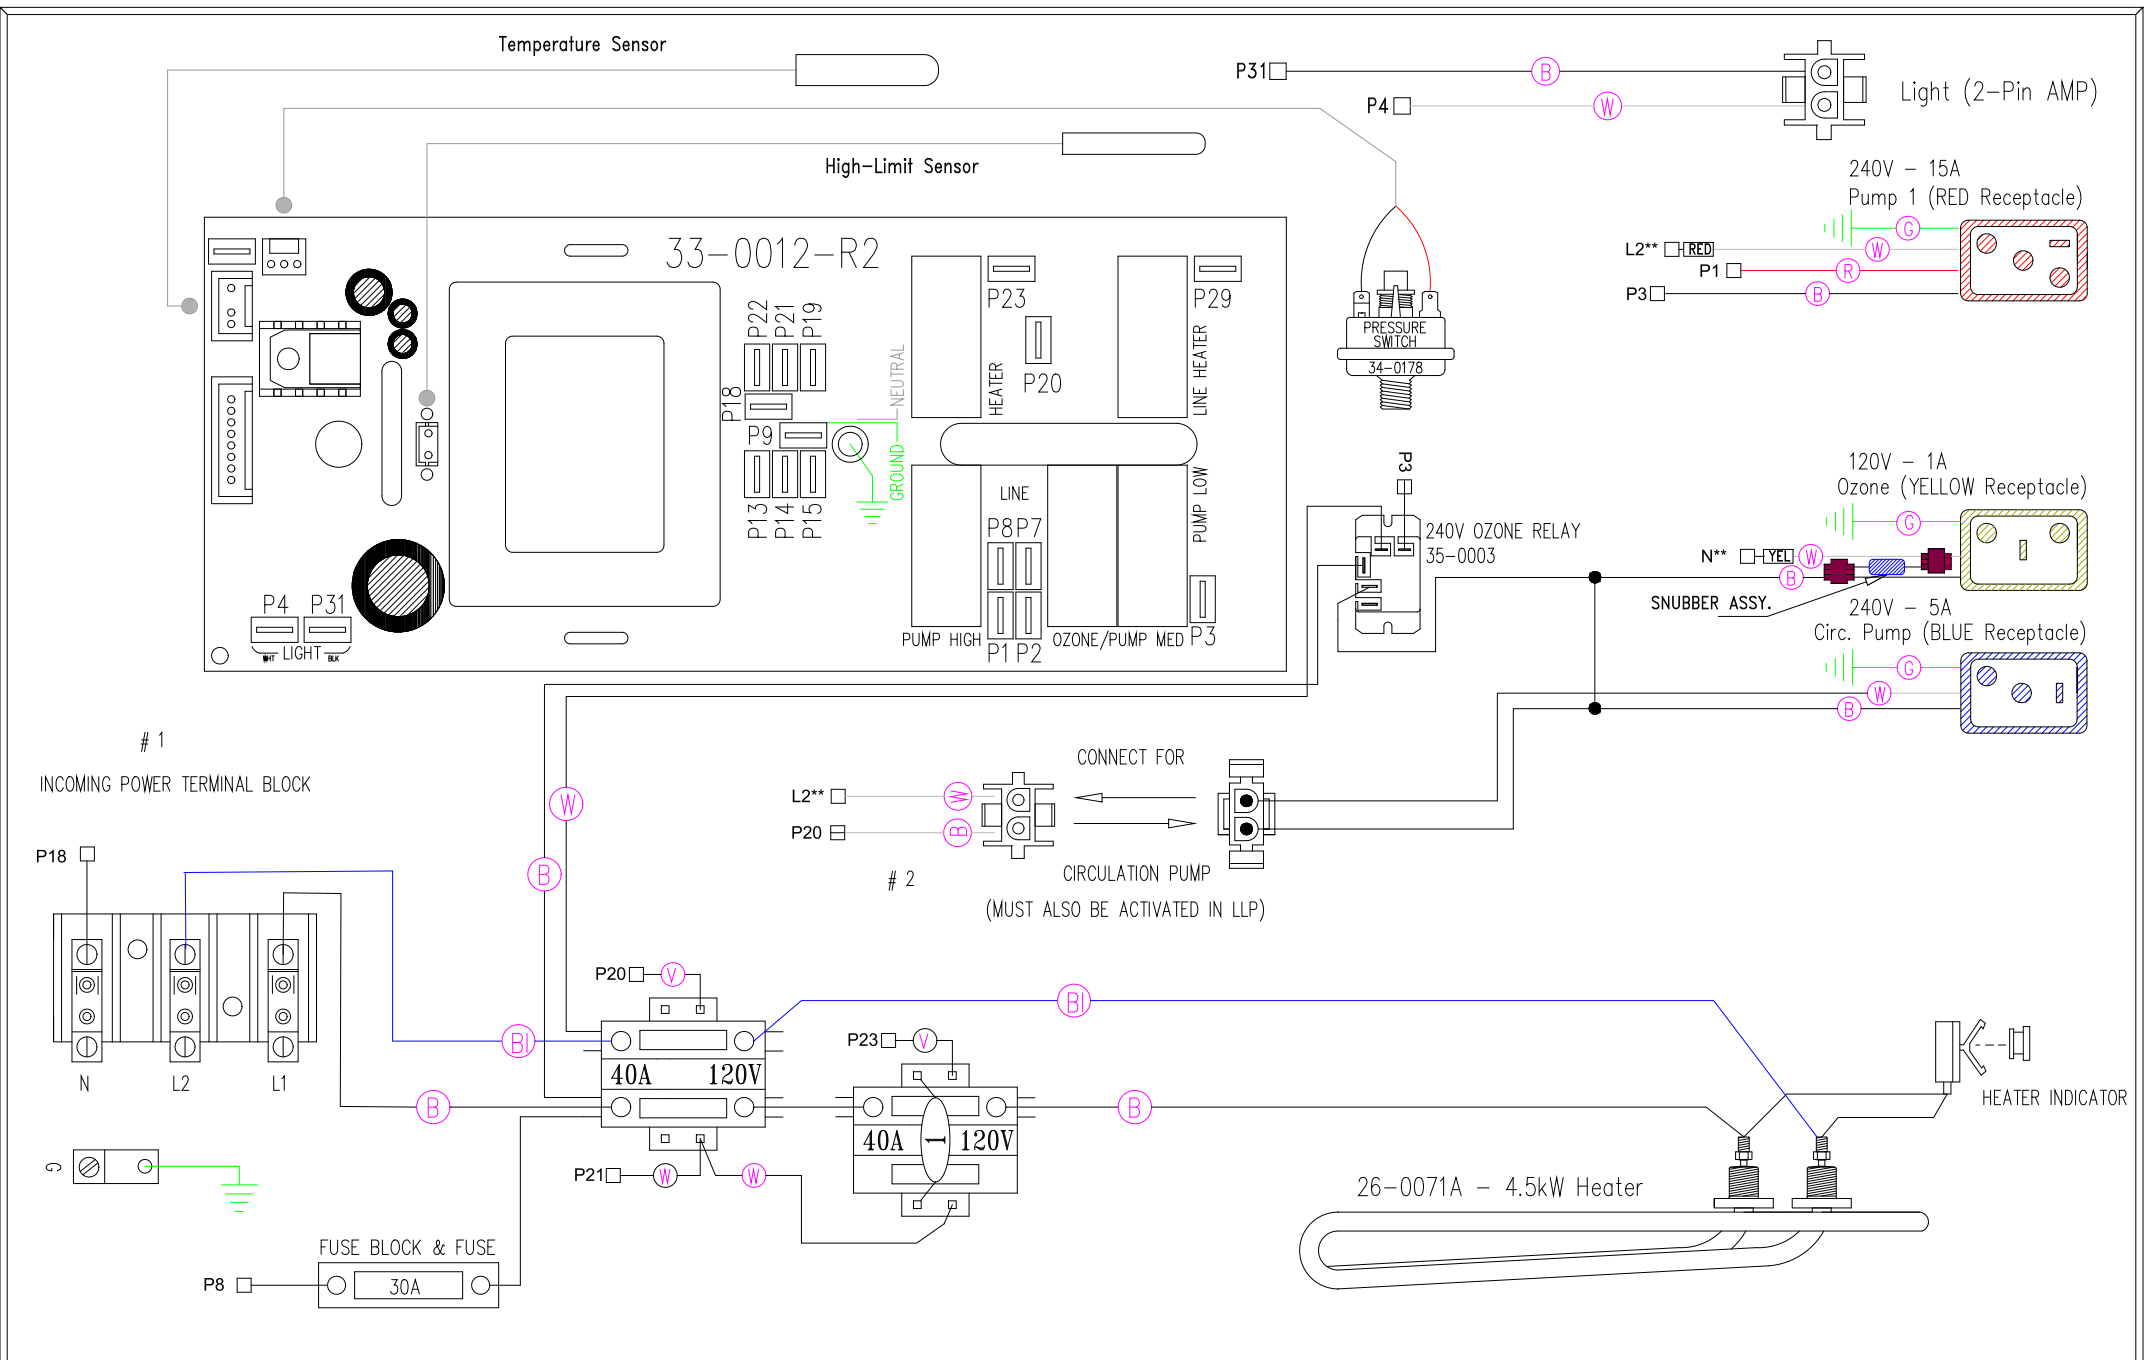 Temperature Sensor
P31
B
P4
W
Light (2-Pin AMP)
High-Limit Sensor
240V - 15A
Pump 1 (RED Receptacle)
G
L2**
RED
W
P1
R
P3
B
33-0012-R2
P23
P29
P22
P21
P19
NEUTRAL
HEATER
P20
LINE HEATER
P18
P9
GROUND
PRESSURE
SWITCH
34-0178
P13
P14
P15
LINE
PUMP LOW
P8
P7
P3
240V OZONE RELAY
35-0003
120V - 1A
Ozone (YELLOW Receptacle)
G
N**
YEL
W
B
SNUBBER ASSY.
P4
P31
WHT
LIGHT
BLK
PUMP HIGH
P1
P2
OZONE/PUMP MED
P3
240V - 5A
Circ. Pump (BLUE Receptacle)
G
W
B
# 1
INCOMING POWER TERMINAL BLOCK
W
B
CONNECT FOR
L2**
W
P20
B
# 2
CIRCULATION PUMP
(MUST ALSO BE ACTIVATED IN LLP)
P18
N
L2
L1
P20
V
BI
BI
P23
V
40A
120V
B
B
40A
1
120V
HEATER INDICATOR
G
P21
W
W
26-0071A - 4.5kW Heater
FUSE BLOCK & FUSE
P8
30A